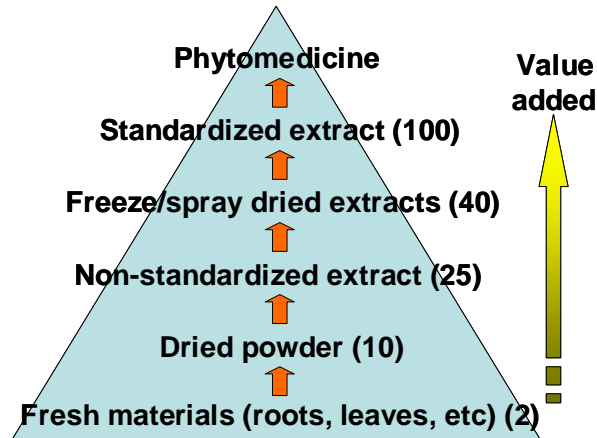 Phytomedicine
Standardized extract (100)
Freeze/spray dried extracts (40)
Non-standardized extract (25)
Dried powder (10)
Fresh materials (roots, leaves, etc) (2)
Value
added